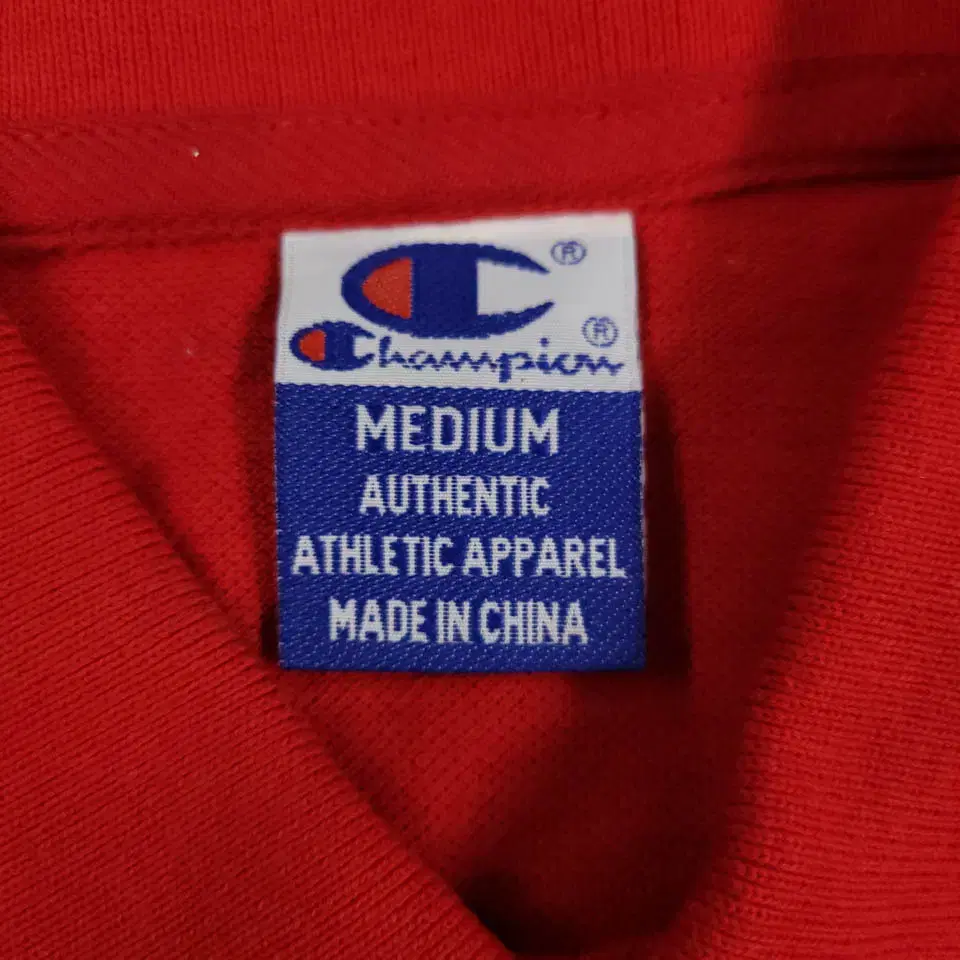 ®
Champion ®
MEDIUM
AUTHENTIC
ATHLETIC APPAREL
MADE IN CHINA